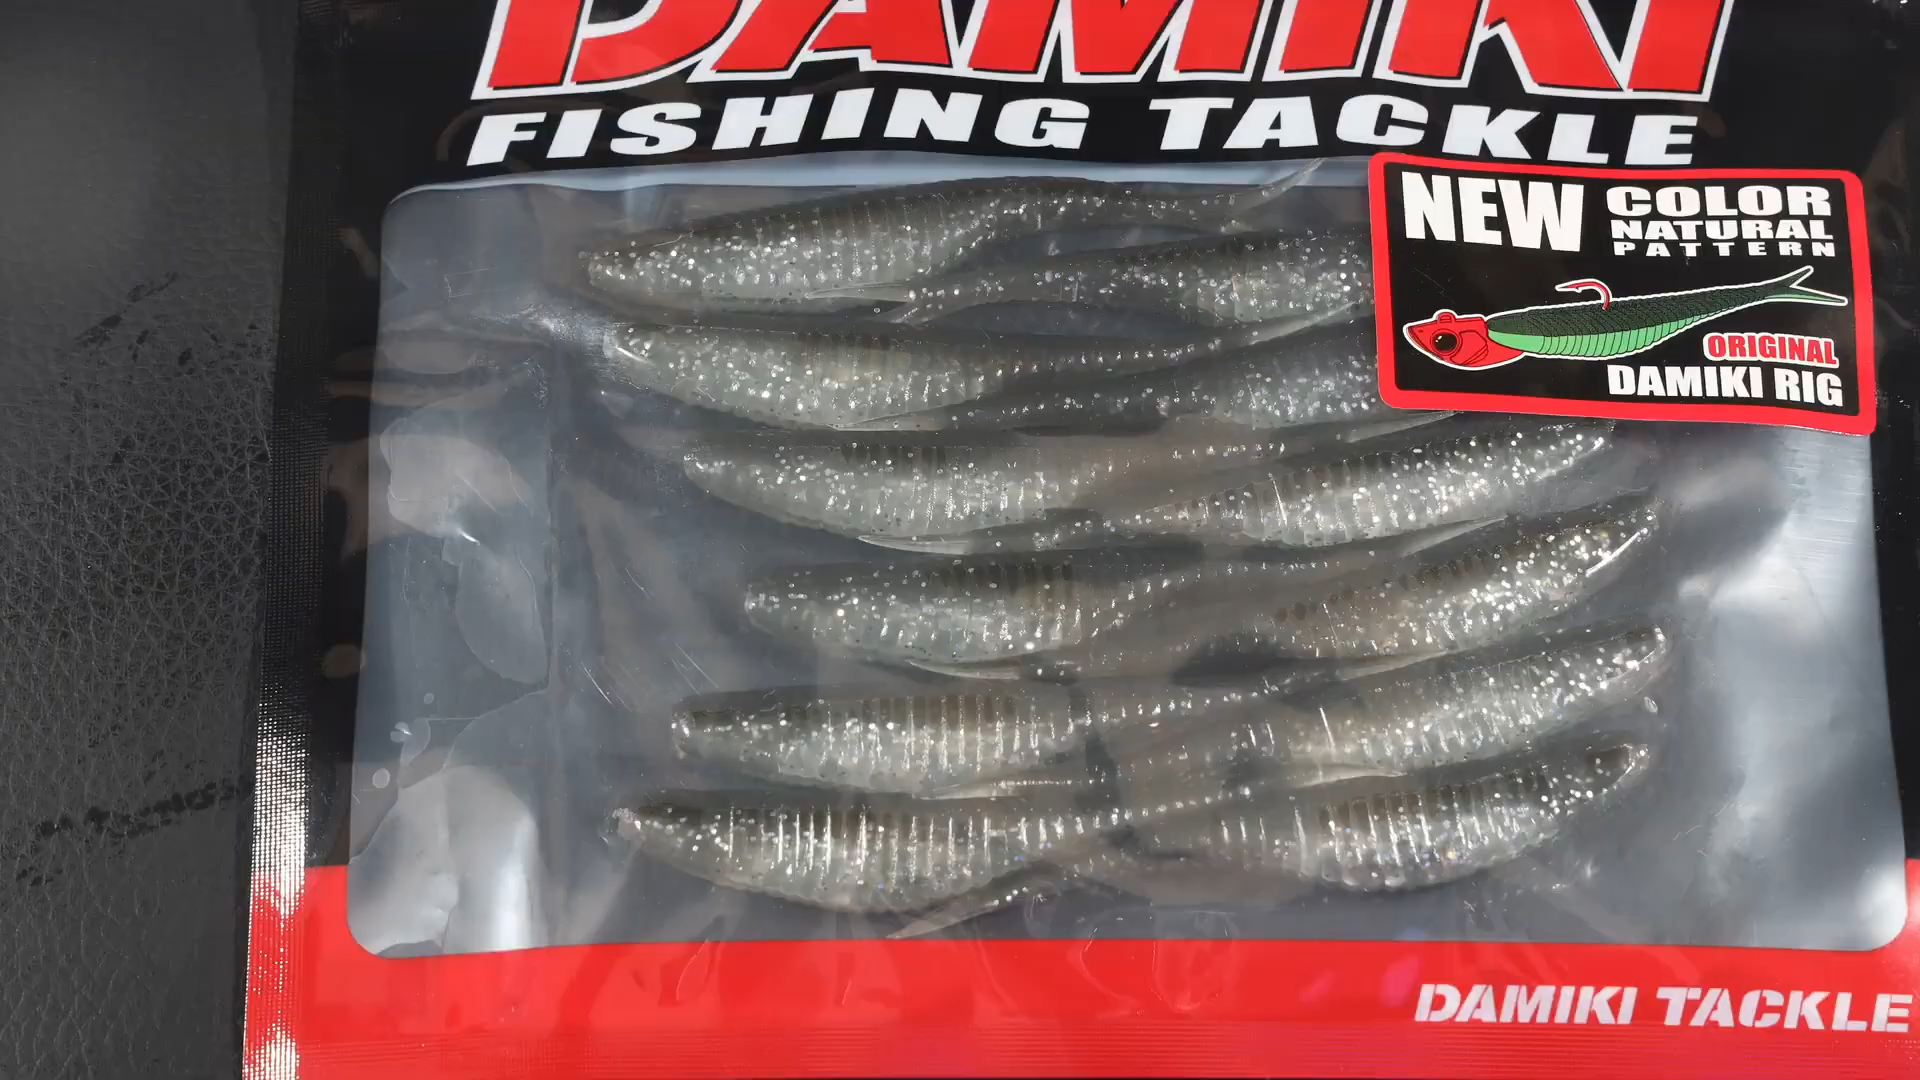 DAMIKI
FISHING TACKLE
NEW COLOR
NATURAL
PATTERN
ORIGINAL
DAMIKI RIG
DAMIKI TACKLE